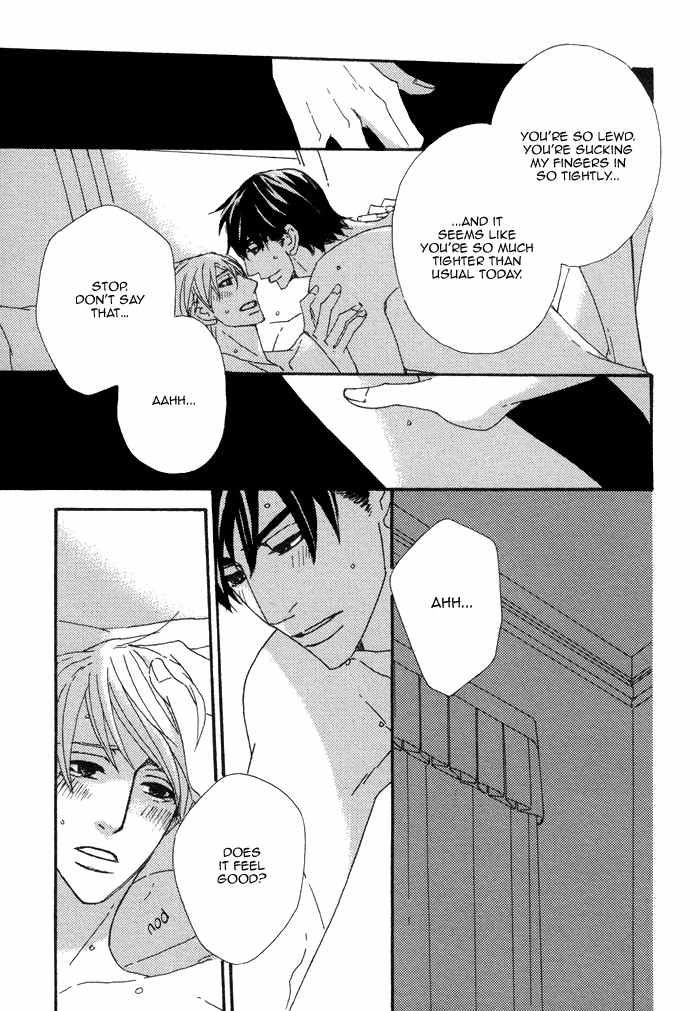 YOU'RE SO LEWD.
YOU'RE SUCKING
MY FINGERS IN
SO TIGHTLY...
...AND IT
SEEMS LIKE
YOU'RE SO MUCH
TIGHTER THAN
USUAL TODAY.
STOP.
DON'T SAY
THAT...
AAHH...
AHH...
DOES
IT FEEL
GOOD?
nod